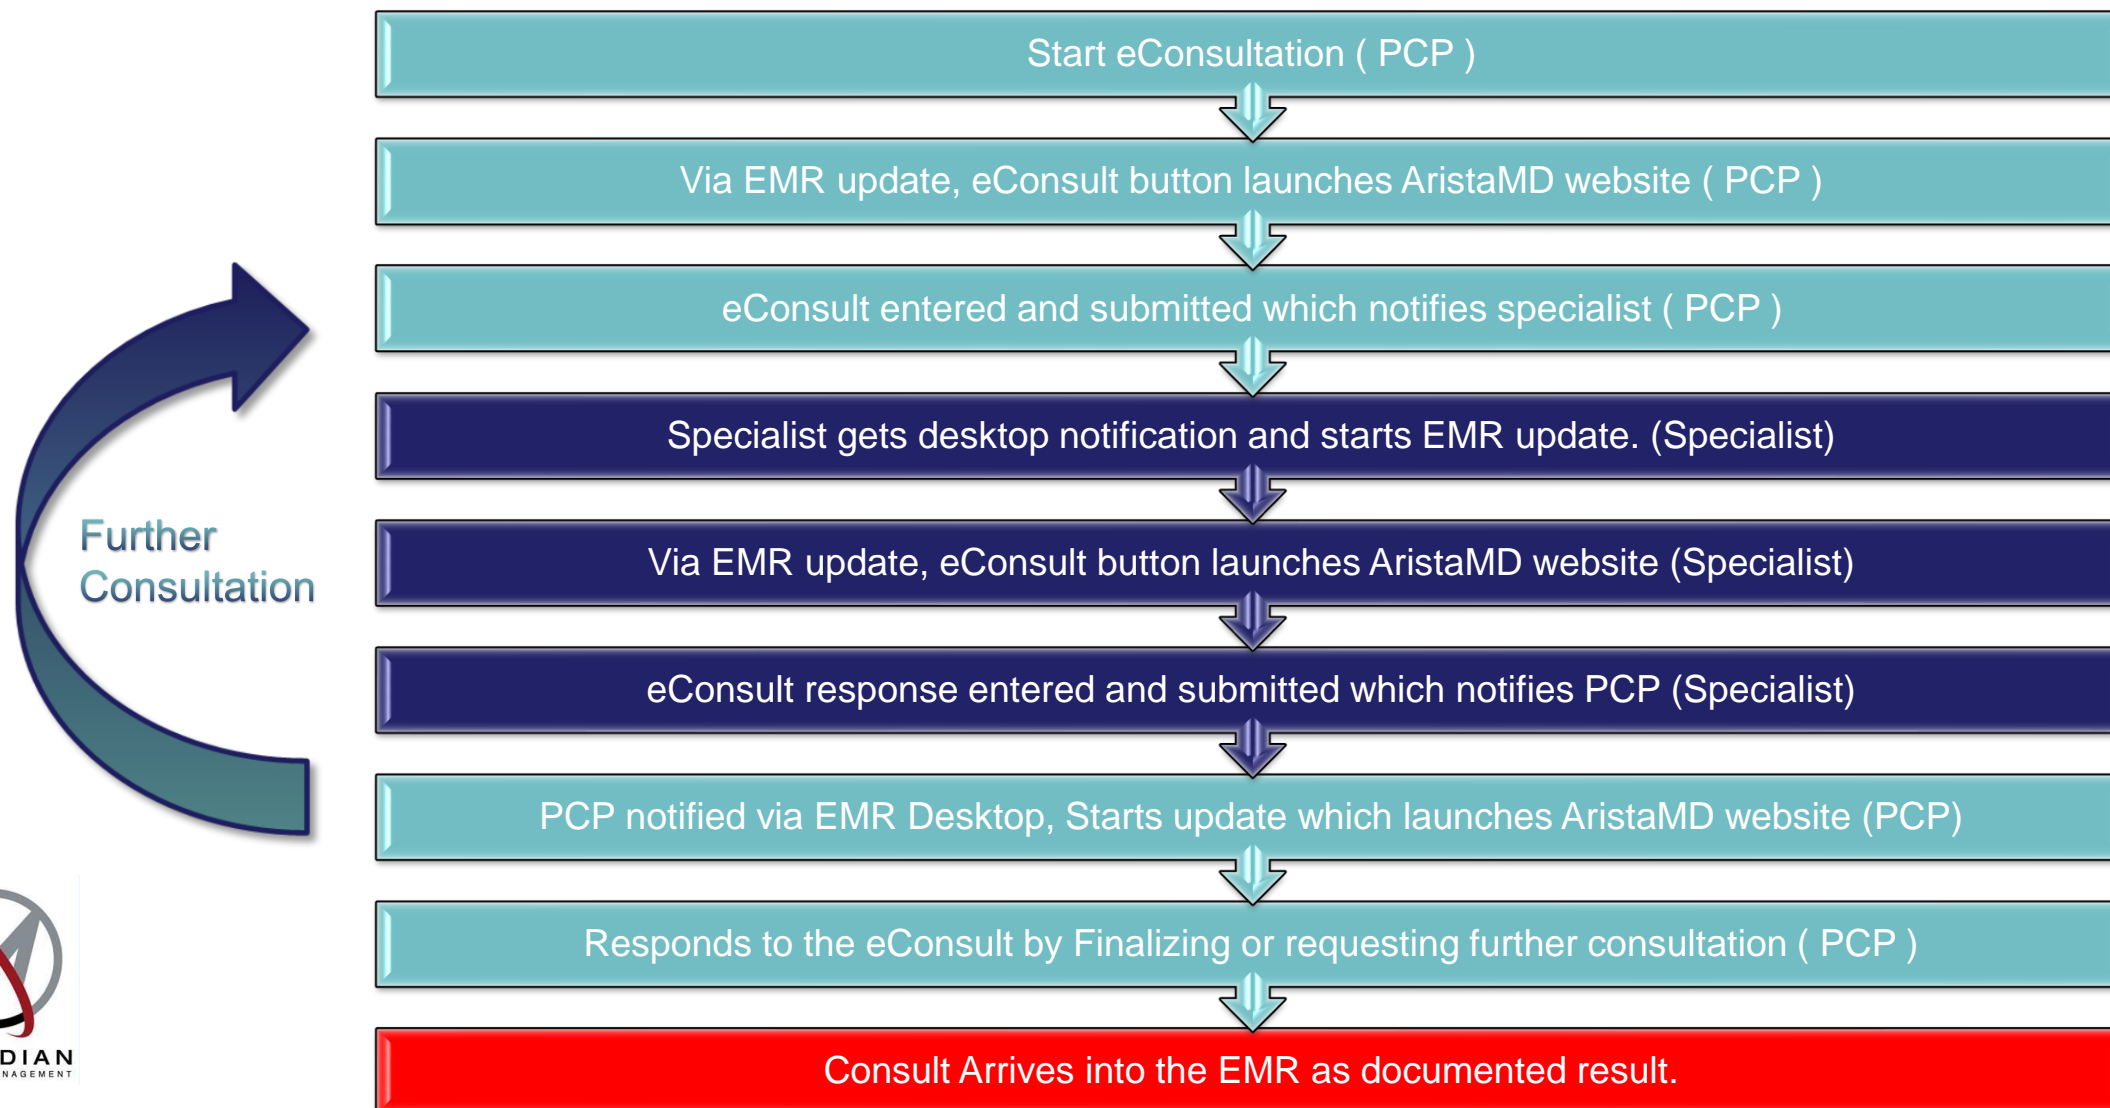 Start eConsultation ( PCP )
Via EMR update, eConsult button launches AristaMD website ( PCP )
eConsult entered and submitted which notifies specialist ( PCP )
Specialist gets desktop notification and starts EMR update. (Specialist)
Via EMR update, eConsult button launches AristaMD website (Specialist)
eConsult response entered and submitted which notifies PCP (Specialist)
PCP notified via EMR Desktop, Starts update which launches AristaMD website (PCP)
Responds to the eConsult by Finalizing or requesting further consultation ( PCP )
Consult Arrives into the EMR as documented result.
Further
Consultation
DIAN
NAGEMENT